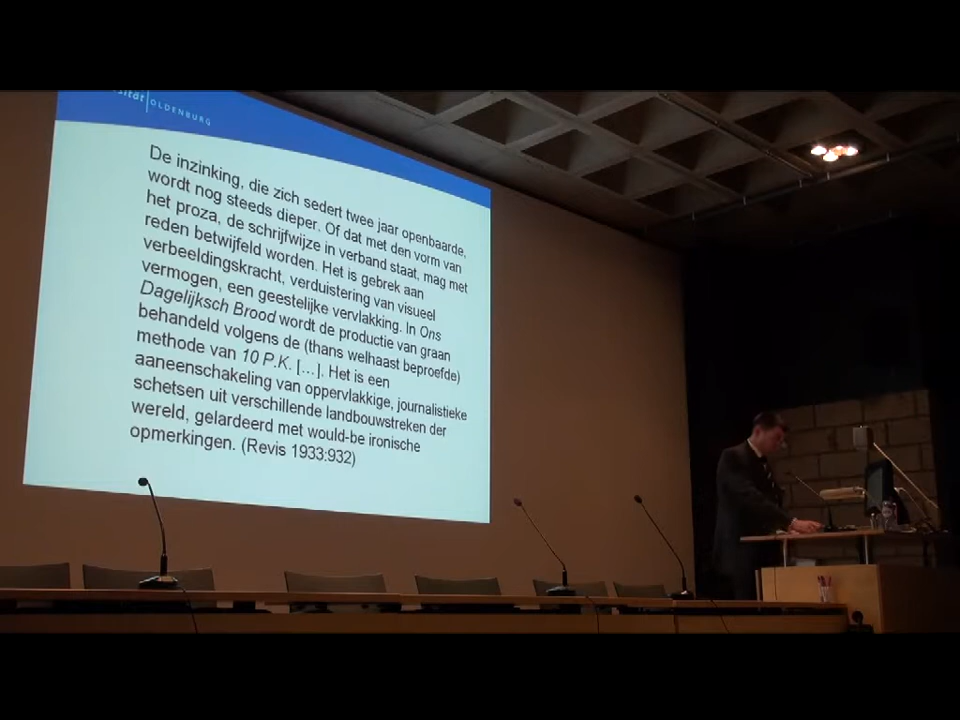 OLDENBURG
De inzinking, die zich sedert twee jaar openbaarde,
wordt nog steeds dieper. Of dat met den vorm van
het proza, de schrijfwijze in verband staat, mag met
reden betwijfeld worden. Het is gebrek aan
verbeeldingskracht, verduistering van visueel
vermogen, een geestelijke vervlakking. In Ons
Dagelijksch Brood wordt de productie van graan
behandeld volgens de (thans welhaast beproefde)
methode van 10 P.K. [...]. Het is een
aaneenschakeling van oppervlakkige, journalistieke
schetsen uit verschillende landbouwstreken der
wereld, gelardeerd met would-be ironische
opmerkingen. (Revis 1933:932)